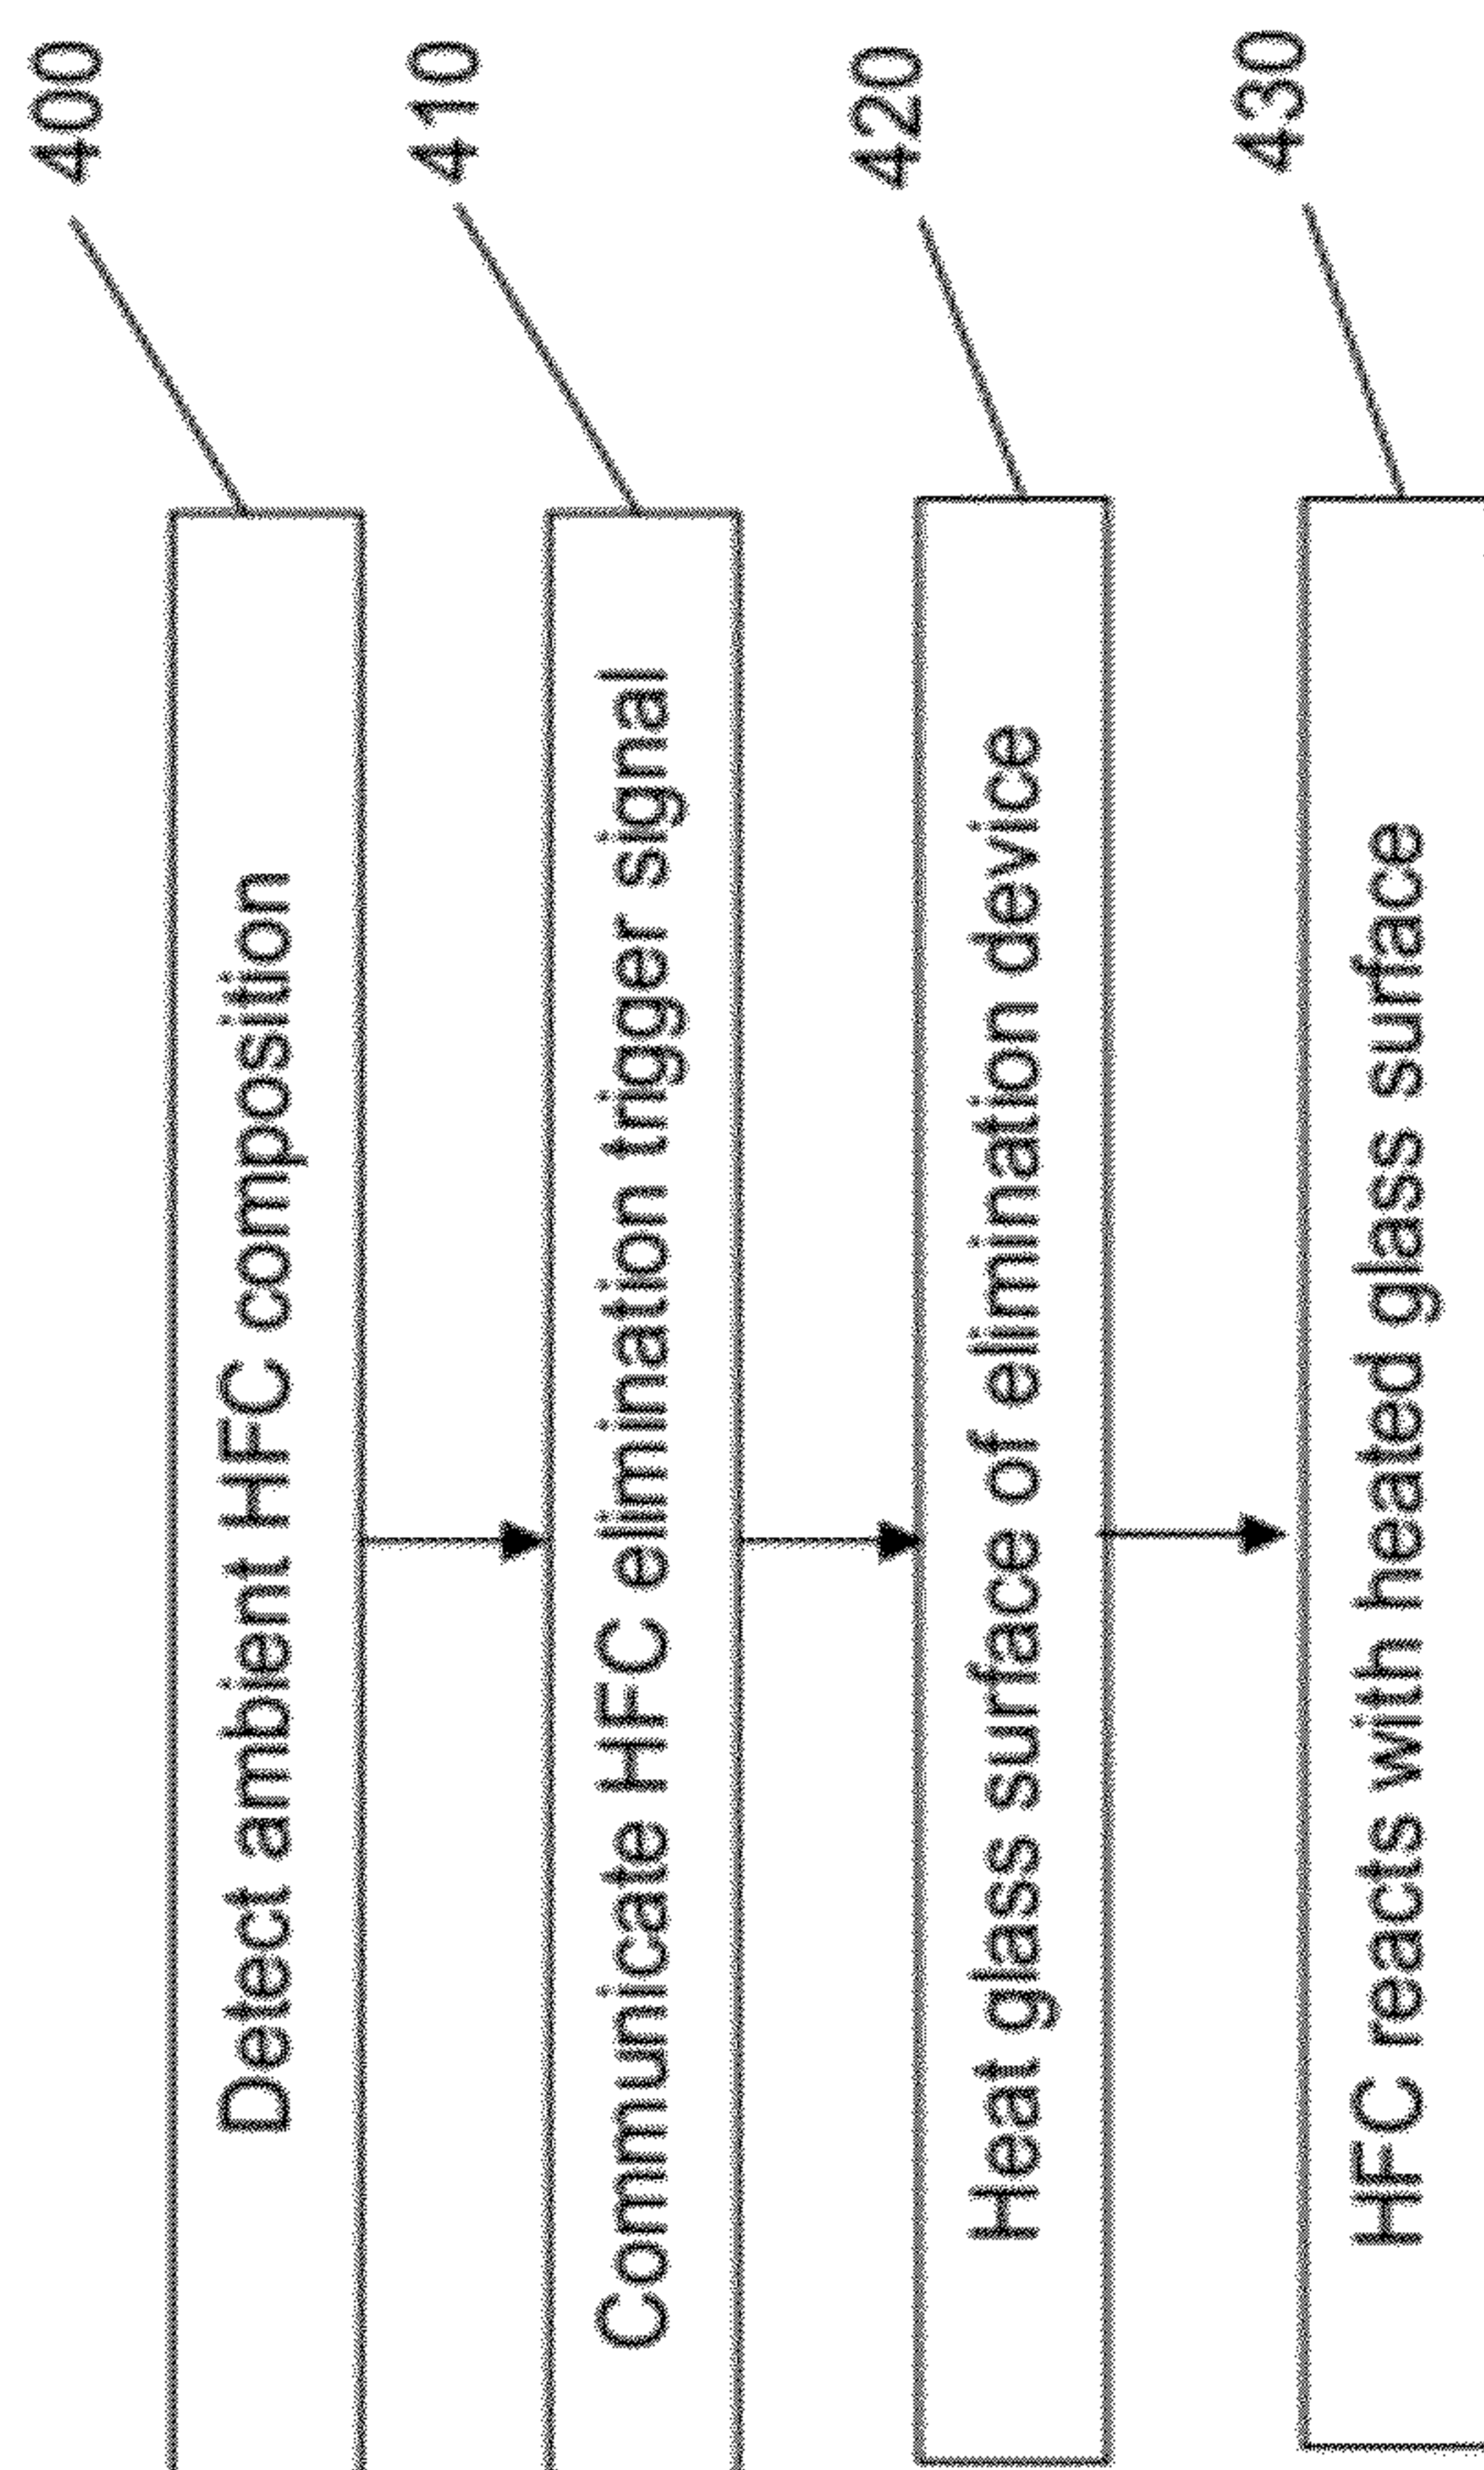 Detect ambient HFC composition
400
Communicate HFC elimination trigger signal
410
Heat glass surface of elimination device
420
HFC reacts with heated glass surface
430